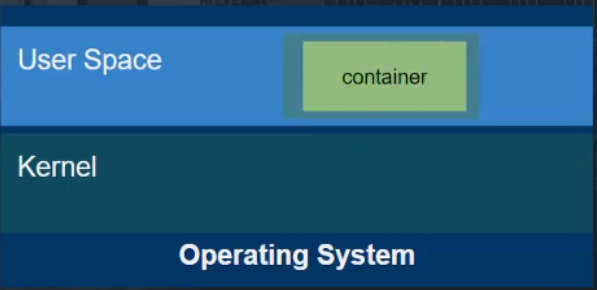 User Space
container
Kernel
Operating System